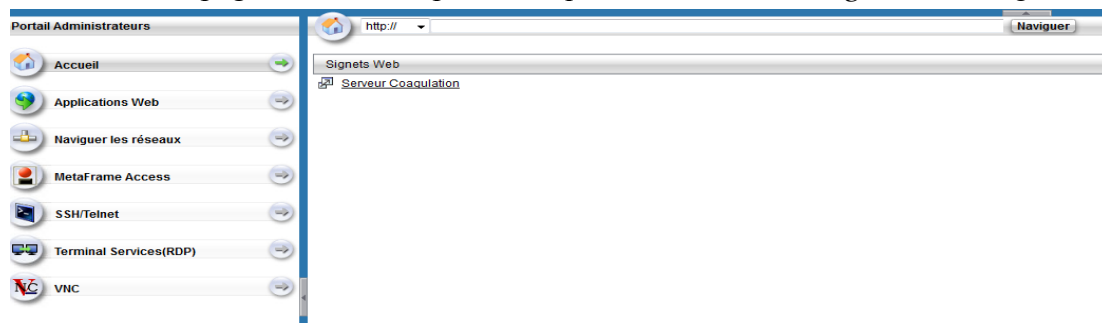 Portail Administrateurs
http://
Naviguer
Accueil
Signets Web
Serveur Coagulation
Applications Web
Naviguer les réseaux
MetaFrame Access
SSH/Telnet
Terminal Services(RDP)
VNC